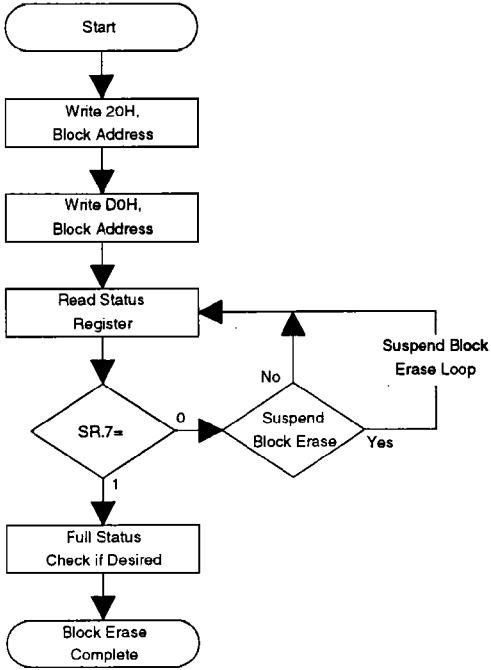 Start
Write 20H,
Block Address
Write D0H,
Block Address
Read Status
Register
Suspend Block
Erase Loop
No
SR.7=
0
Suspend
Block Erase
Yes
1
Full Status
Check if Desired
Block Erase
Complete